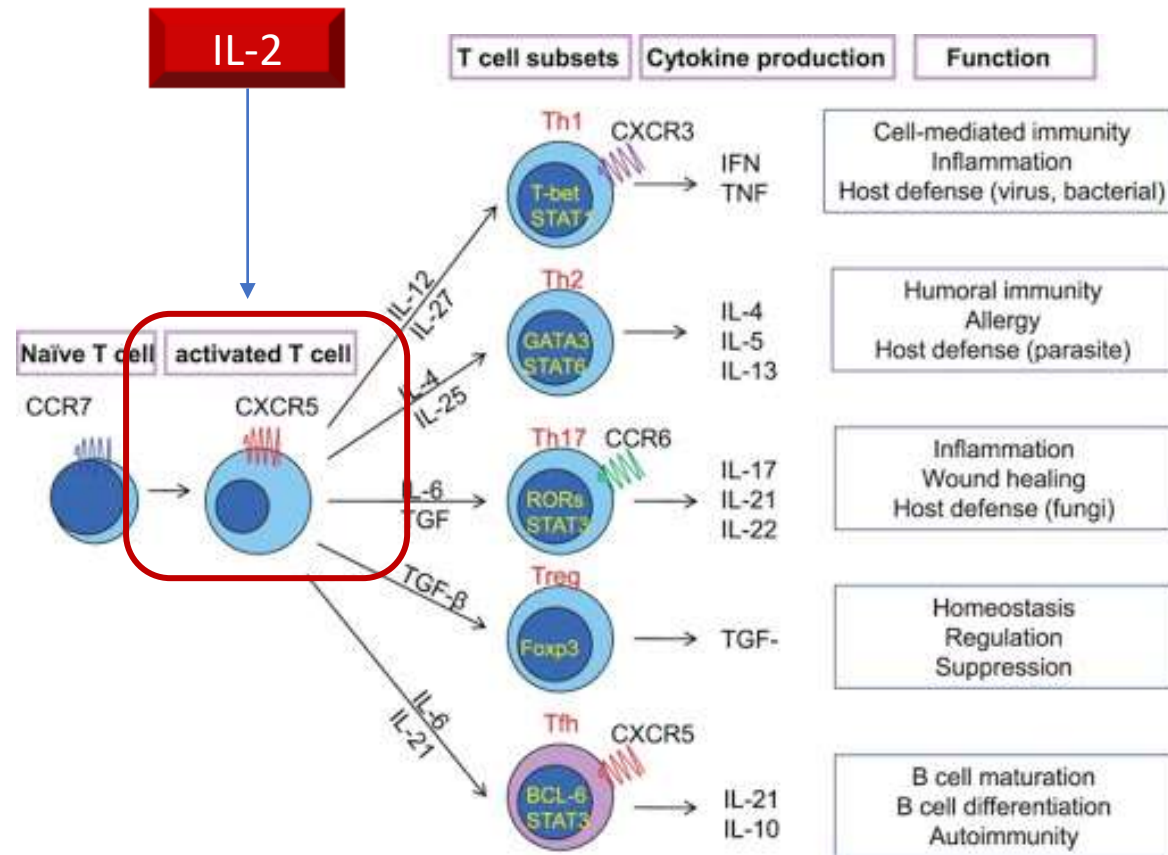 IL-2
T cell subsets
Cytokine production
Function
Naïve T cell
activated T cell
CCR7
CXCR5
IL-12
IL-27
IL-4
IL-25
IL-6
TGF
TGF-β
IL-6
IL-21
Th1
CXCR3
T-bet
STAT1
IFN
TNF
Cell-mediated immunity
Inflammation
Host defense (virus, bacterial)
Th2
GATA3
STAT6
IL-4
IL-5
IL-13
Humoral immunity
Allergy
Host defense (parasite)
Th17
CCR6
RORs
STAT3
IL-17
IL-21
IL-22
Inflammation
Wound healing
Host defense (fungi)
Treg
Foxp3
TGF-
Homeostasis
Regulation
Suppression
Tfh
CXCR5
BCL-6
STAT3
IL-21
IL-10
B cell maturation
B cell differentiation
Autoimmunity